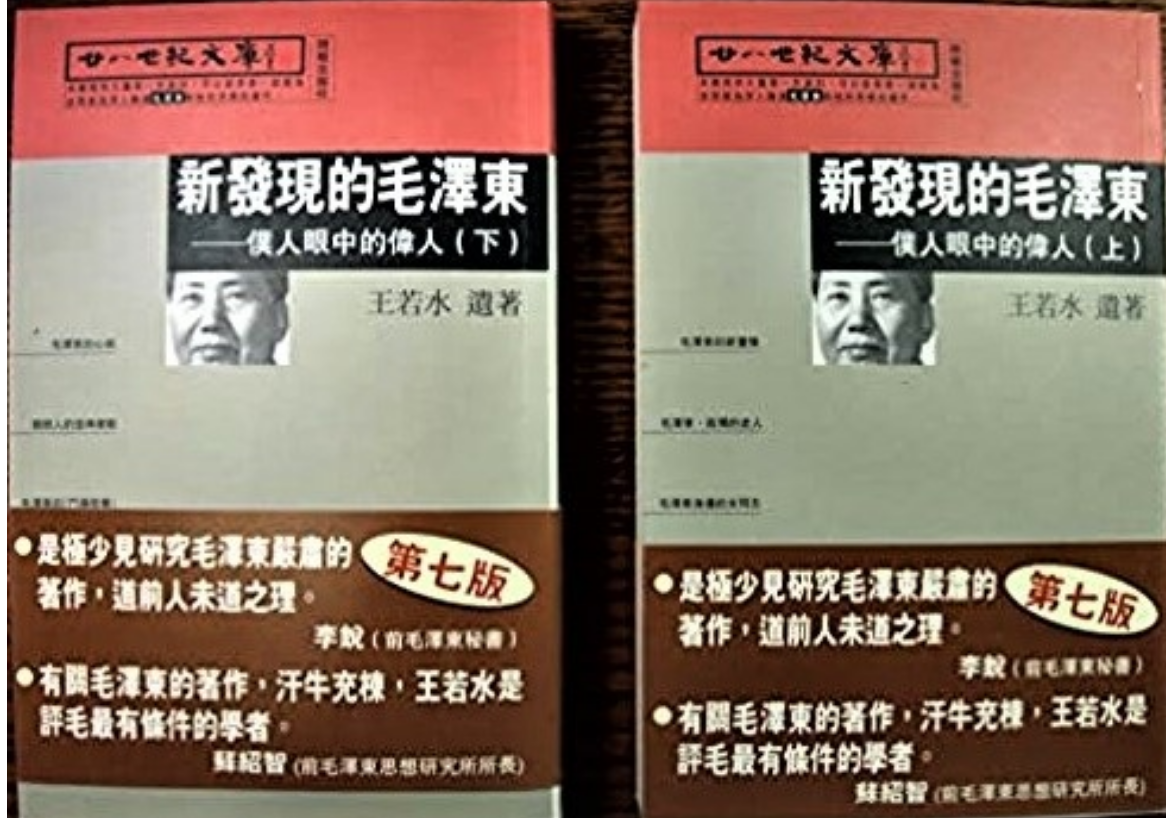 廿一世紀文庫
新發現的毛澤東
——僕人眼中的偉人(下)
王若水 遺著
毛澤東的心病
第七版
●是極少見研究毛澤東嚴肅的
著作,道前人未道之理。
李銳(前毛澤東秘書)
●有關毛澤東的著作,汗牛充棟,王若水是
評毛最有條件的學者。
蘇紹智(前毛澤東思想研究所所長)
廿一世紀文庫
新發現的毛澤東
——僕人眼中的偉人(上)
王若水 遺著
第七版
●是極少見研究毛澤東嚴肅的
著作,道前人未道之理。
李銳(前毛澤東秘書)
●有關毛澤東的著作,汗牛充棟,王若水是
評毛最有條件的學者。
蘇紹智(前毛澤東思想研究所所長)